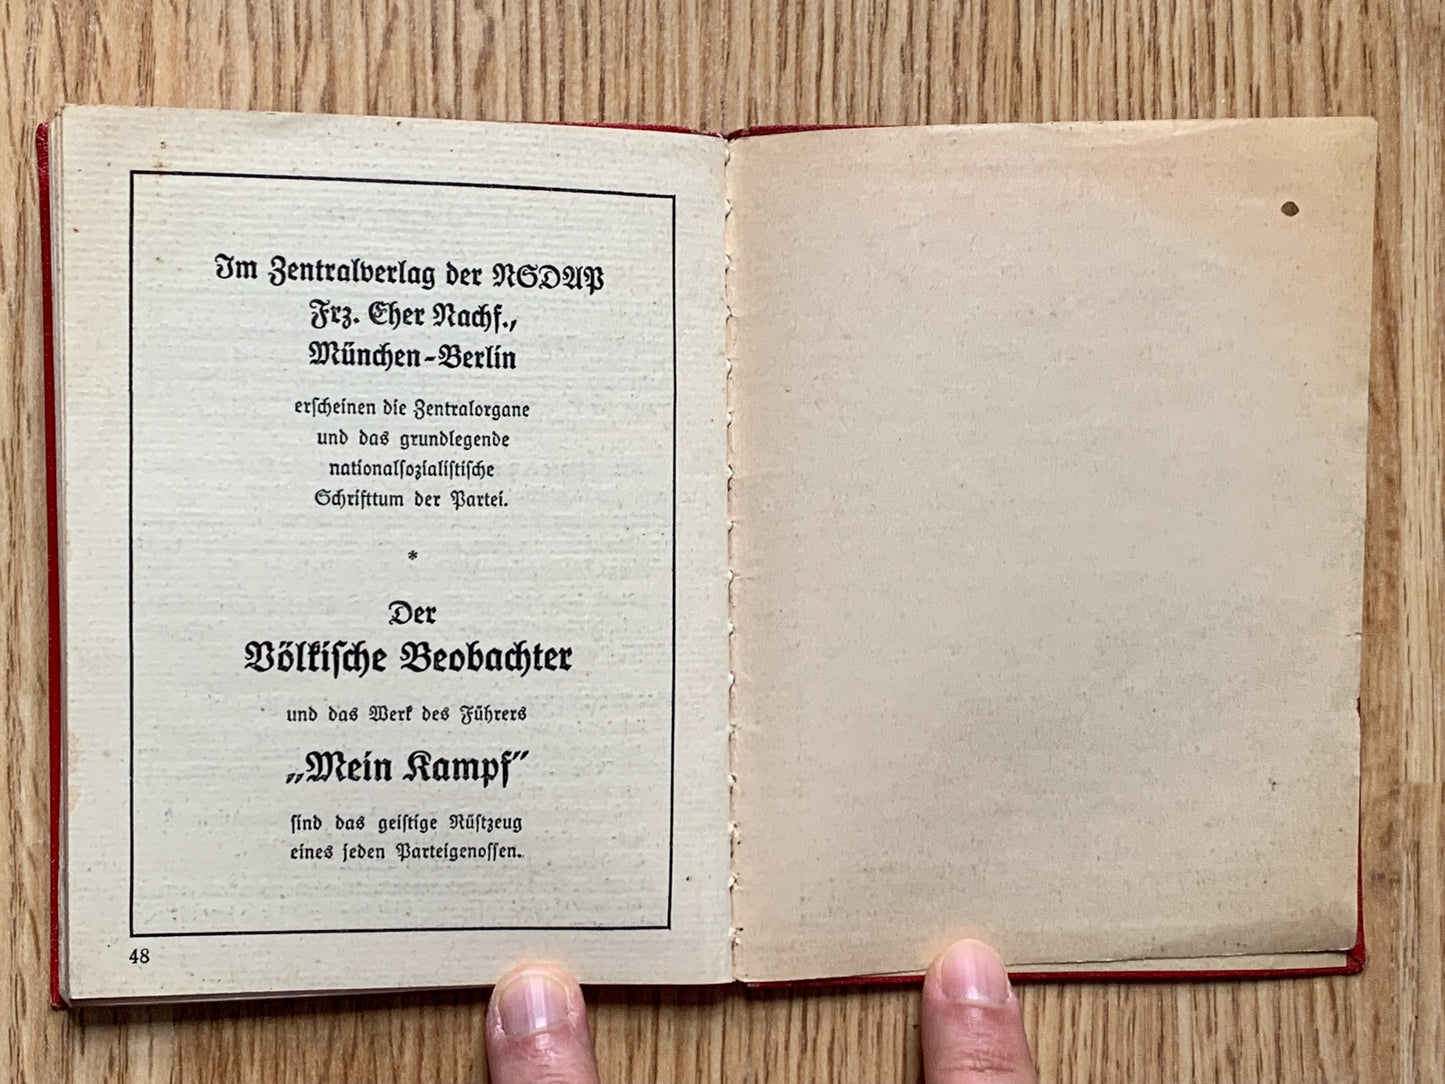 Im Zentralverlag der NSDAP
Frz. Eher Nachf.,
München-Berlin
erscheinen die Zentralorgane
und das grundlegende
nationalsozialistische
Schrifttum der Partei.
*
Der
Völkische Beobachter
und das Werk des Führers
„Mein Kampf"
sind das geistige Rüstzeug
eines jeden Parteigenossen.
48